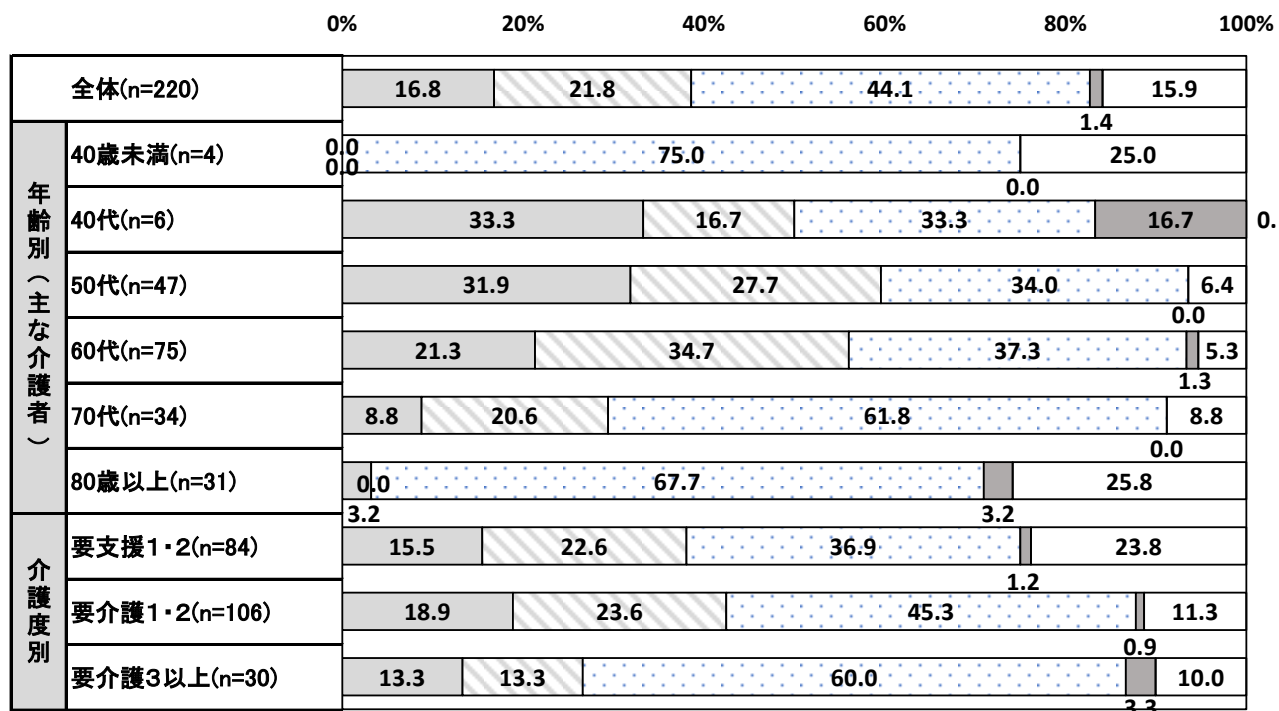 0% 20% 40% 60% 80% 100%
全体(n=220) 16.8 21.8 44.1 15.9
1.4
年齢別（主な介護者）
40歳未満(n=4) 0.0 0.0 75.0 25.0
0.0
40代(n=6) 33.3 16.7 33.3 16.7 0.
50代(n=47) 31.9 27.7 34.0 6.4
0.0
60代(n=75) 21.3 34.7 37.3 5.3
1.3
70代(n=34) 8.8 20.6 61.8 8.8
0.0
80歳以上(n=31) 0.0 67.7 25.8
3.2 3.2
介護度別
要支援1・2(n=84) 15.5 22.6 36.9 23.8
1.2
要介護1・2(n=106) 18.9 23.6 45.3 11.3
0.9
要介護3以上(n=30) 13.3 13.3 60.0 10.0
3.3